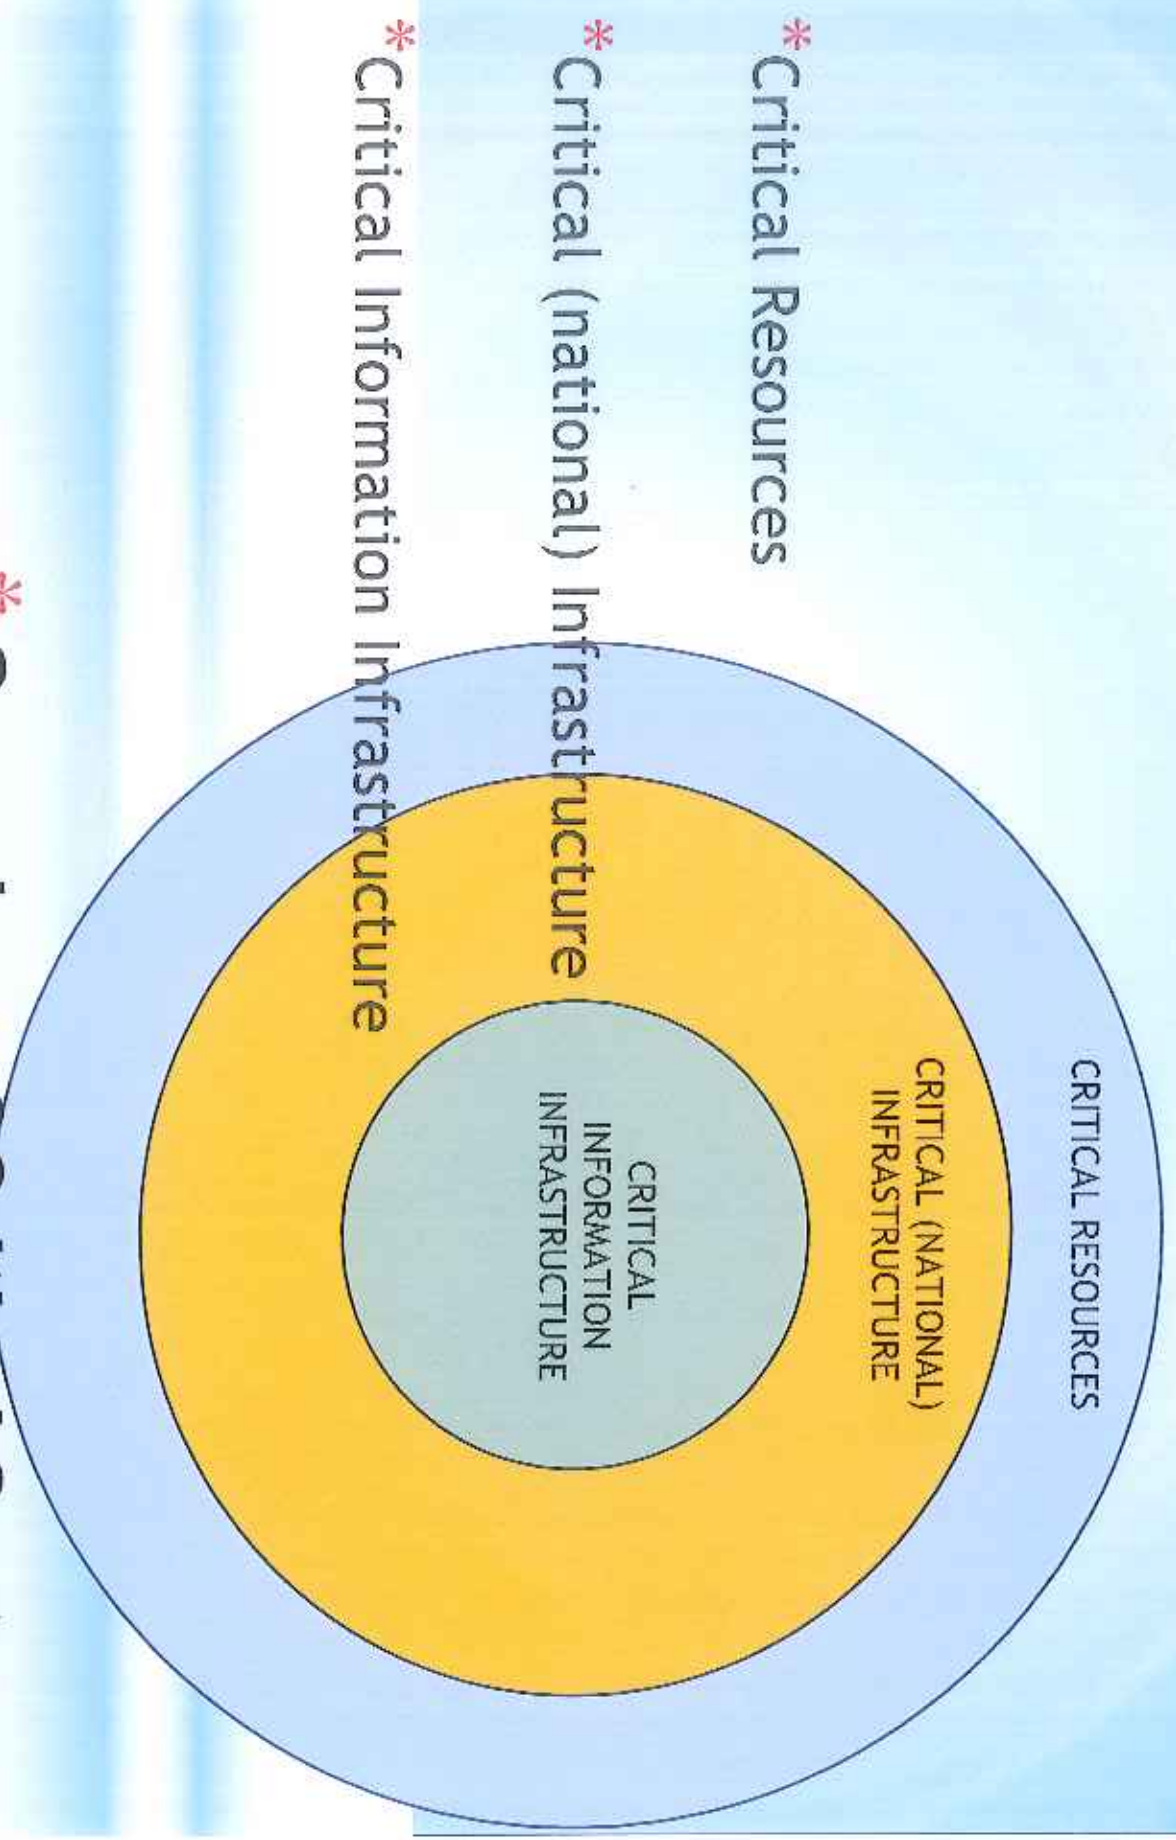 *Critical Resources
*Critical (national) Infrastructure
*Critical Information Infrastructure
CRITICAL RESOURCES
CRITICAL (NATIONAL)
INFRASTRUCTURE
CRITICAL
INFORMATION
INFRASTRUCTURE
*